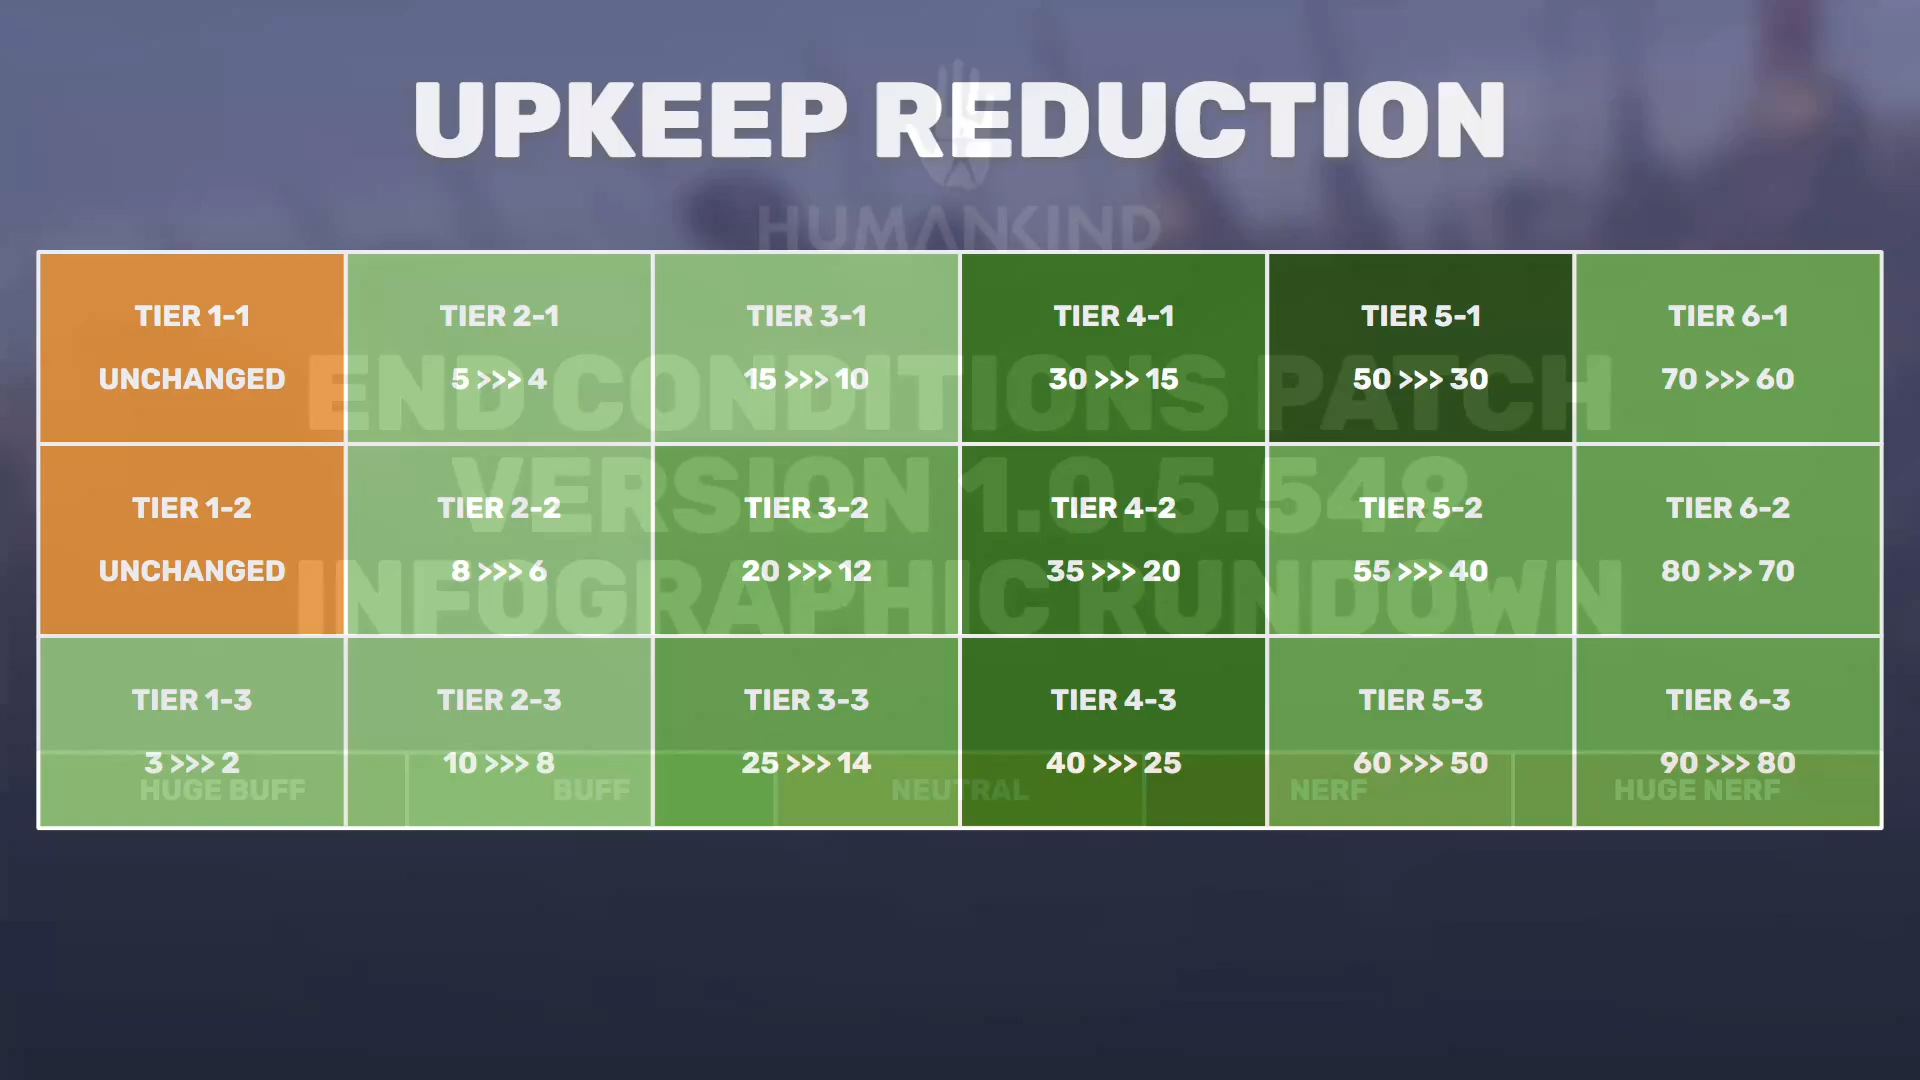 UPKEEP REDUCTION
HUMANKIND
TIER 1-1 TIER 2-1 TIER 3-1 TIER 4-1 TIER 5-1 TIER 6-1
UNCHANGED 5 >>> 4 15 >>> 10 30 >>> 15 50 >>> 30 70 >>> 60
END CONDITIONS PATCH
VERSION 1.0.5.549
TIER 1-2 TIER 2-2 TIER 3-2 TIER 4-2 TIER 5-2 TIER 6-2
UNCHANGED 8 >>> 6 20 >>> 12 35 >>> 20 55 >>> 40 80 >>> 70
INFOGRAPHIC RUNDOWN
TIER 1-3 TIER 2-3 TIER 3-3 TIER 4-3 TIER 5-3 TIER 6-3
3 >>> 2 10 >>> 8 25 >>> 14 40 >>> 25 60 >>> 50 90 >>> 80
HUGE BUFF BUFF NEUTRAL NERF HUGE NERF